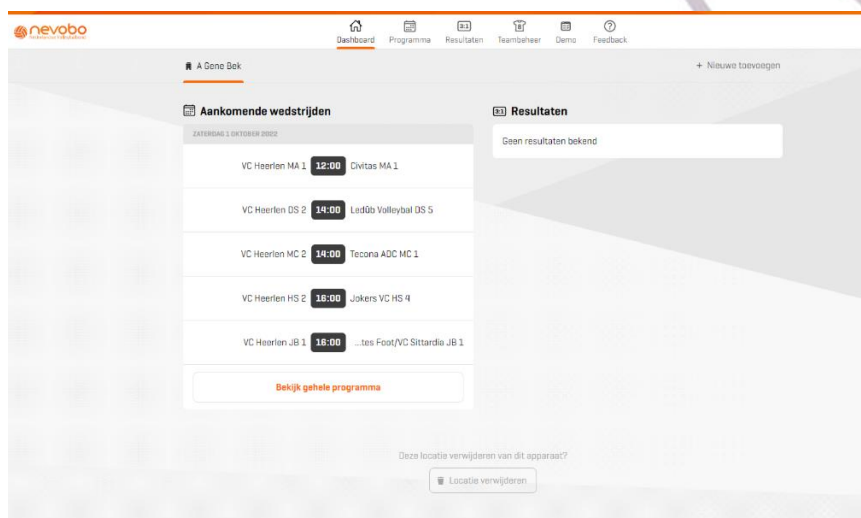 nevobo
Dashboard
Programma
Resultaten
Teambeheer
Demo
Feedback
A Gene Bek
+ Nieuwe toevoegen
Aankomende wedstrijden
ZATERDAG 1 OKTOBER 2022
VC Heerlen MA 1 12:00 Civitas MA 1
VC Heerlen DS 2 14:00 Ledûb Volleybal DS 5
VC Heerlen MC 2 14:00 Tecona ADC MC 1
VC Heerlen HS 2 16:00 Jokers VC HS 4
VC Heerlen JB 1 16:00 ...tes Foot/VC Sittardia JB 1
Bekijk gehele programma
Resultaten
Geen resultaten bekend
Deze locatie verwijderen van dit apparaat?
Locatie verwijderen